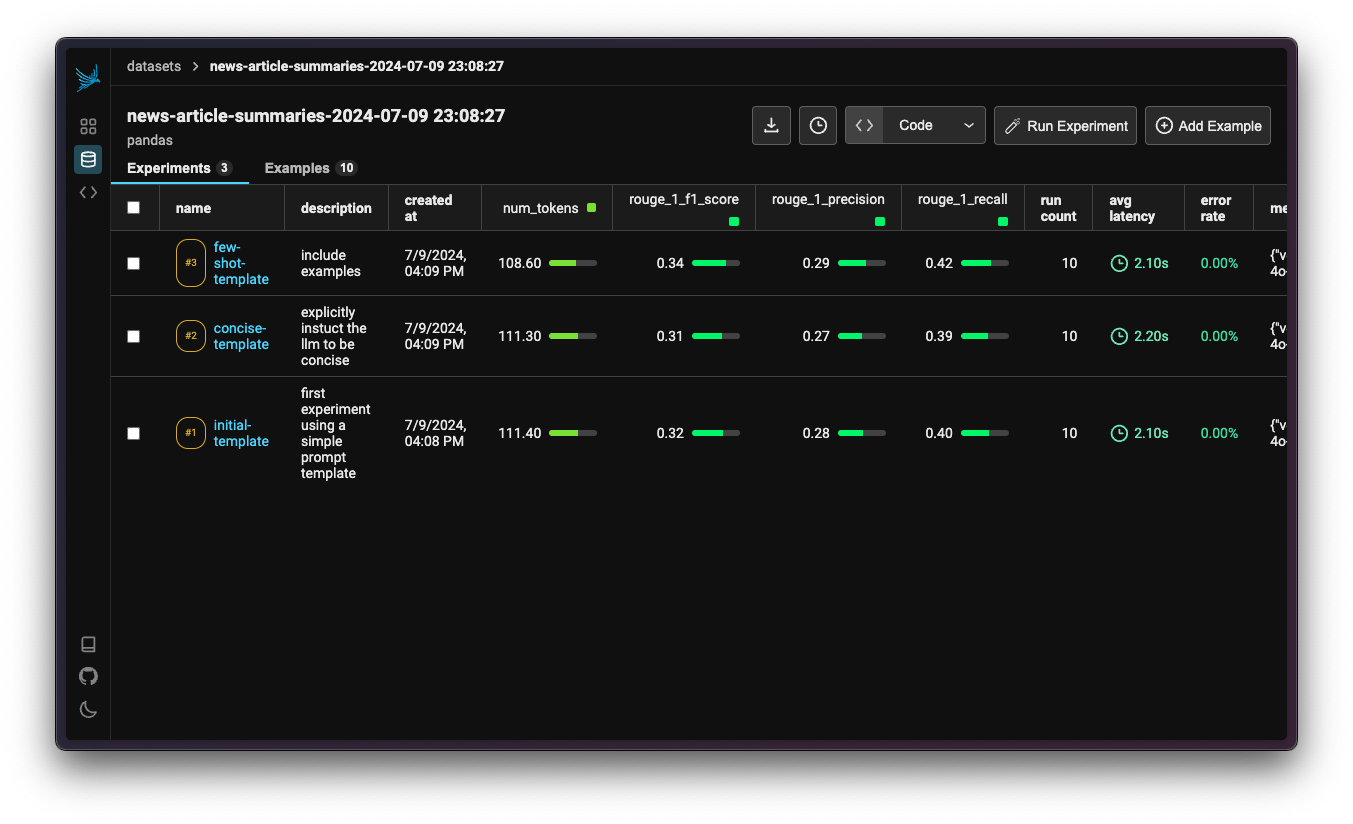 datasets > news-article-summaries-2024-07-09 23:08:27
news-article-summaries-2024-07-09 23:08:27
pandas
Code
Run Experiment
Add Example
Experiments 3
Examples 10
name
description
created
at
num_tokens
rouge_1_f1_score
rouge_1_precision
rouge_1_recall
run
count
avg
latency
error
rate
me
#3
few-
shot-
template
include
examples
7/9/2024,
04:09 PM
108.60
0.34
0.29
0.42
10
2.10s
0.00%
{"v
4o-
#2
concise-
template
explicitly
instuct the
llm to be
concise
7/9/2024,
04:09 PM
111.30
0.31
0.27
0.39
10
2.20s
0.00%
{"v
4o-
#1
initial-
template
first
experiment
using a
simple
prompt
template
7/9/2024,
04:08 PM
111.40
0.32
0.28
0.40
10
2.10s
0.00%
{"v
4o-